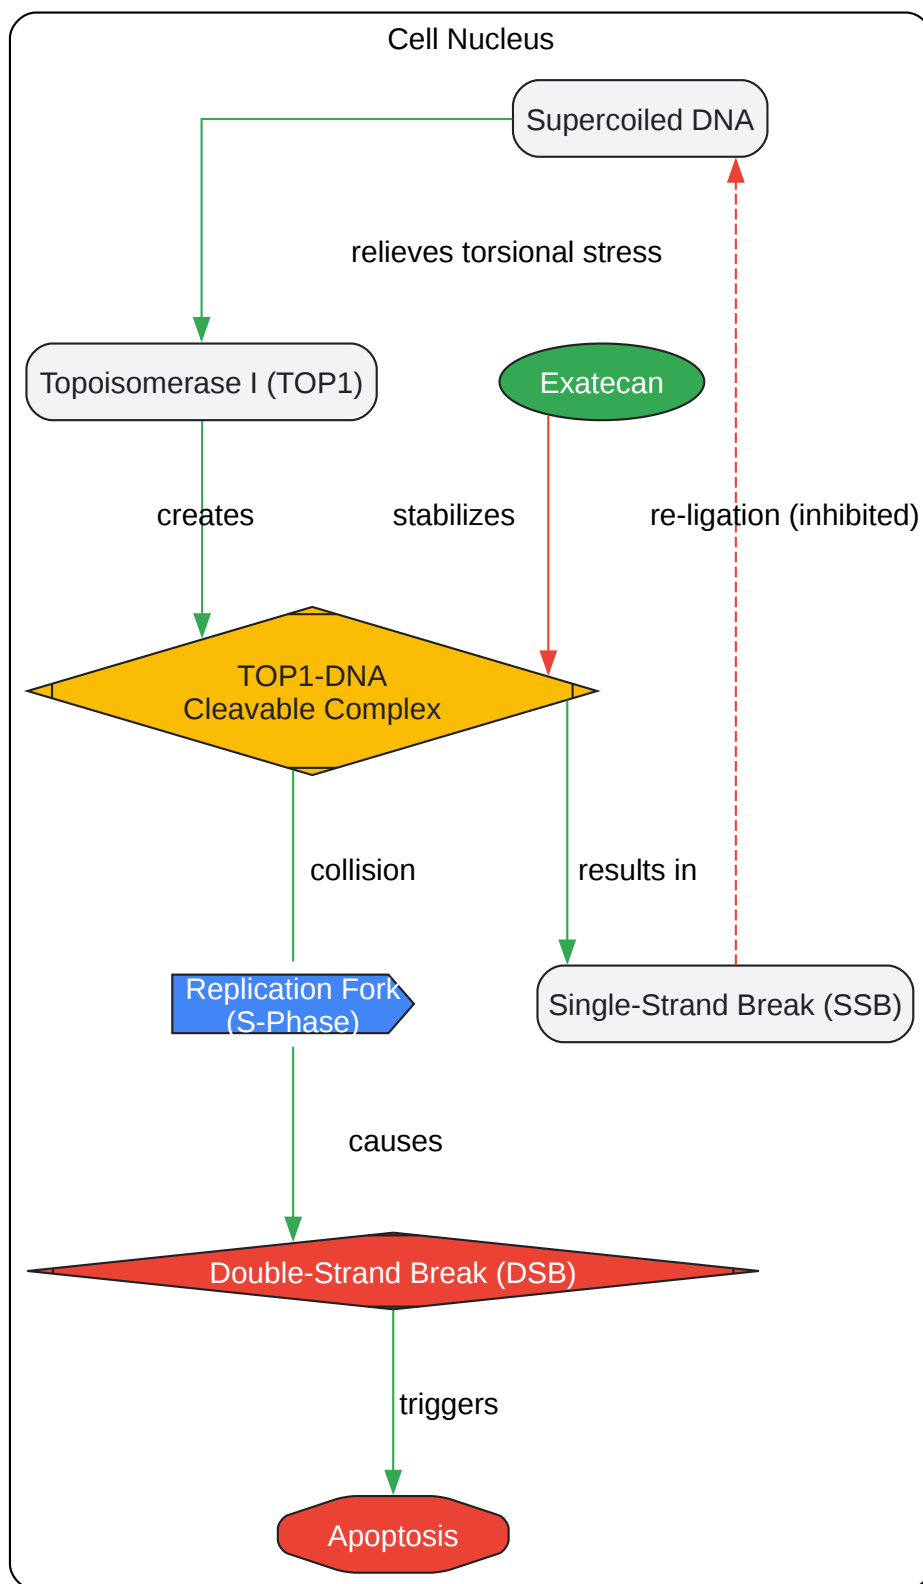 Cell Nucleus
Supercoiled DNA
relieves torsional stress
Topoisomerase I (TOP1)
Exatecan
creates
stabilizes
re-ligation (inhibited)
TOP1-DNA
Cleavable Complex
collision
results in
Replication Fork
(S-Phase)
Single-Strand Break (SSB)
causes
Double-Strand Break (DSB)
triggers
Apoptosis